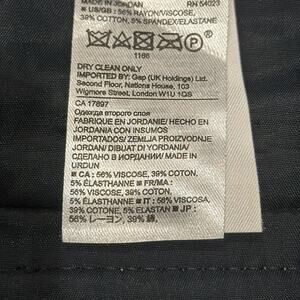 MADE IN JORDAN RN 54023
■ US/GB : 56% RAYON/VISCOSE,
39% COTTON, 5% SPANDEX/ELASTANE
P
1166
DRY CLEAN ONLY
IMPORTED BY: Gap (UK Holdings) Ltd.
Second Floor, Nations House, 103
Wigmore Street, London W1U 1QS
CA 17897
Одежда второго слоя
FABRIQUE EN JORDANIE/ HECHO EN
JORDANIA CON INSUMOS
IMPORTADOS/ ZEMALJA PROIZVODNJE
JORDAN/ DIBUAT DI YORDANIA/
СДЕЛАНО В ИОРДАНИИ/ MADE IN
URDUN
■ CA : 56% VISCOSE, 39% COTON,
5% ÉLASTHANNE ■ FR/MA :
56% VISCOSE, 39% COTON,
5% ÉLASTHANNE ■ IT : 56% VISCOSA,
39% COTONE, 5% ELASTAN ■ JP :
56% レーヨン, 39% 綿,